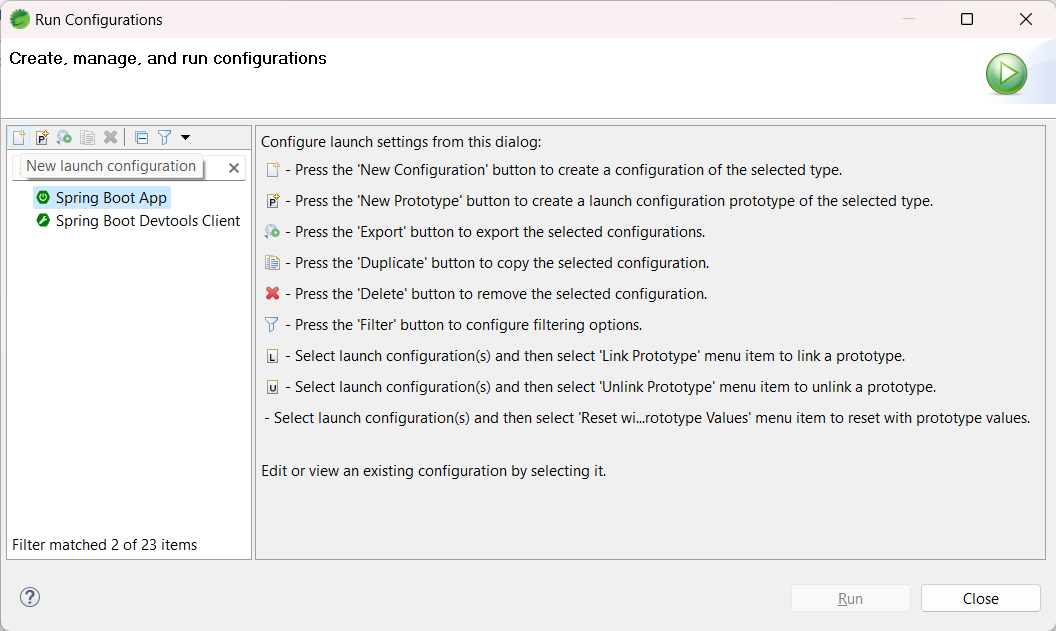 Run Configurations
Create, manage, and run configurations
New launch configuration
Spring Boot App
Spring Boot Devtools Client
Filter matched 2 of 23 items
Configure launch settings from this dialog:
- Press the 'New Configuration' button to create a configuration of the selected type.
- Press the 'New Prototype' button to create a launch configuration prototype of the selected type.
- Press the 'Export' button to export the selected configurations.
- Press the 'Duplicate' button to copy the selected configuration.
- Press the 'Delete' button to remove the selected configuration.
- Press the 'Filter' button to configure filtering options.
L - Select launch configuration(s) and then select 'Link Prototype' menu item to link a prototype.
U - Select launch configuration(s) and then select 'Unlink Prototype' menu item to unlink a prototype.
- Select launch configuration(s) and then select 'Reset wi...rototype Values' menu item to reset with prototype values.
Edit or view an existing configuration by selecting it.
Run
Close